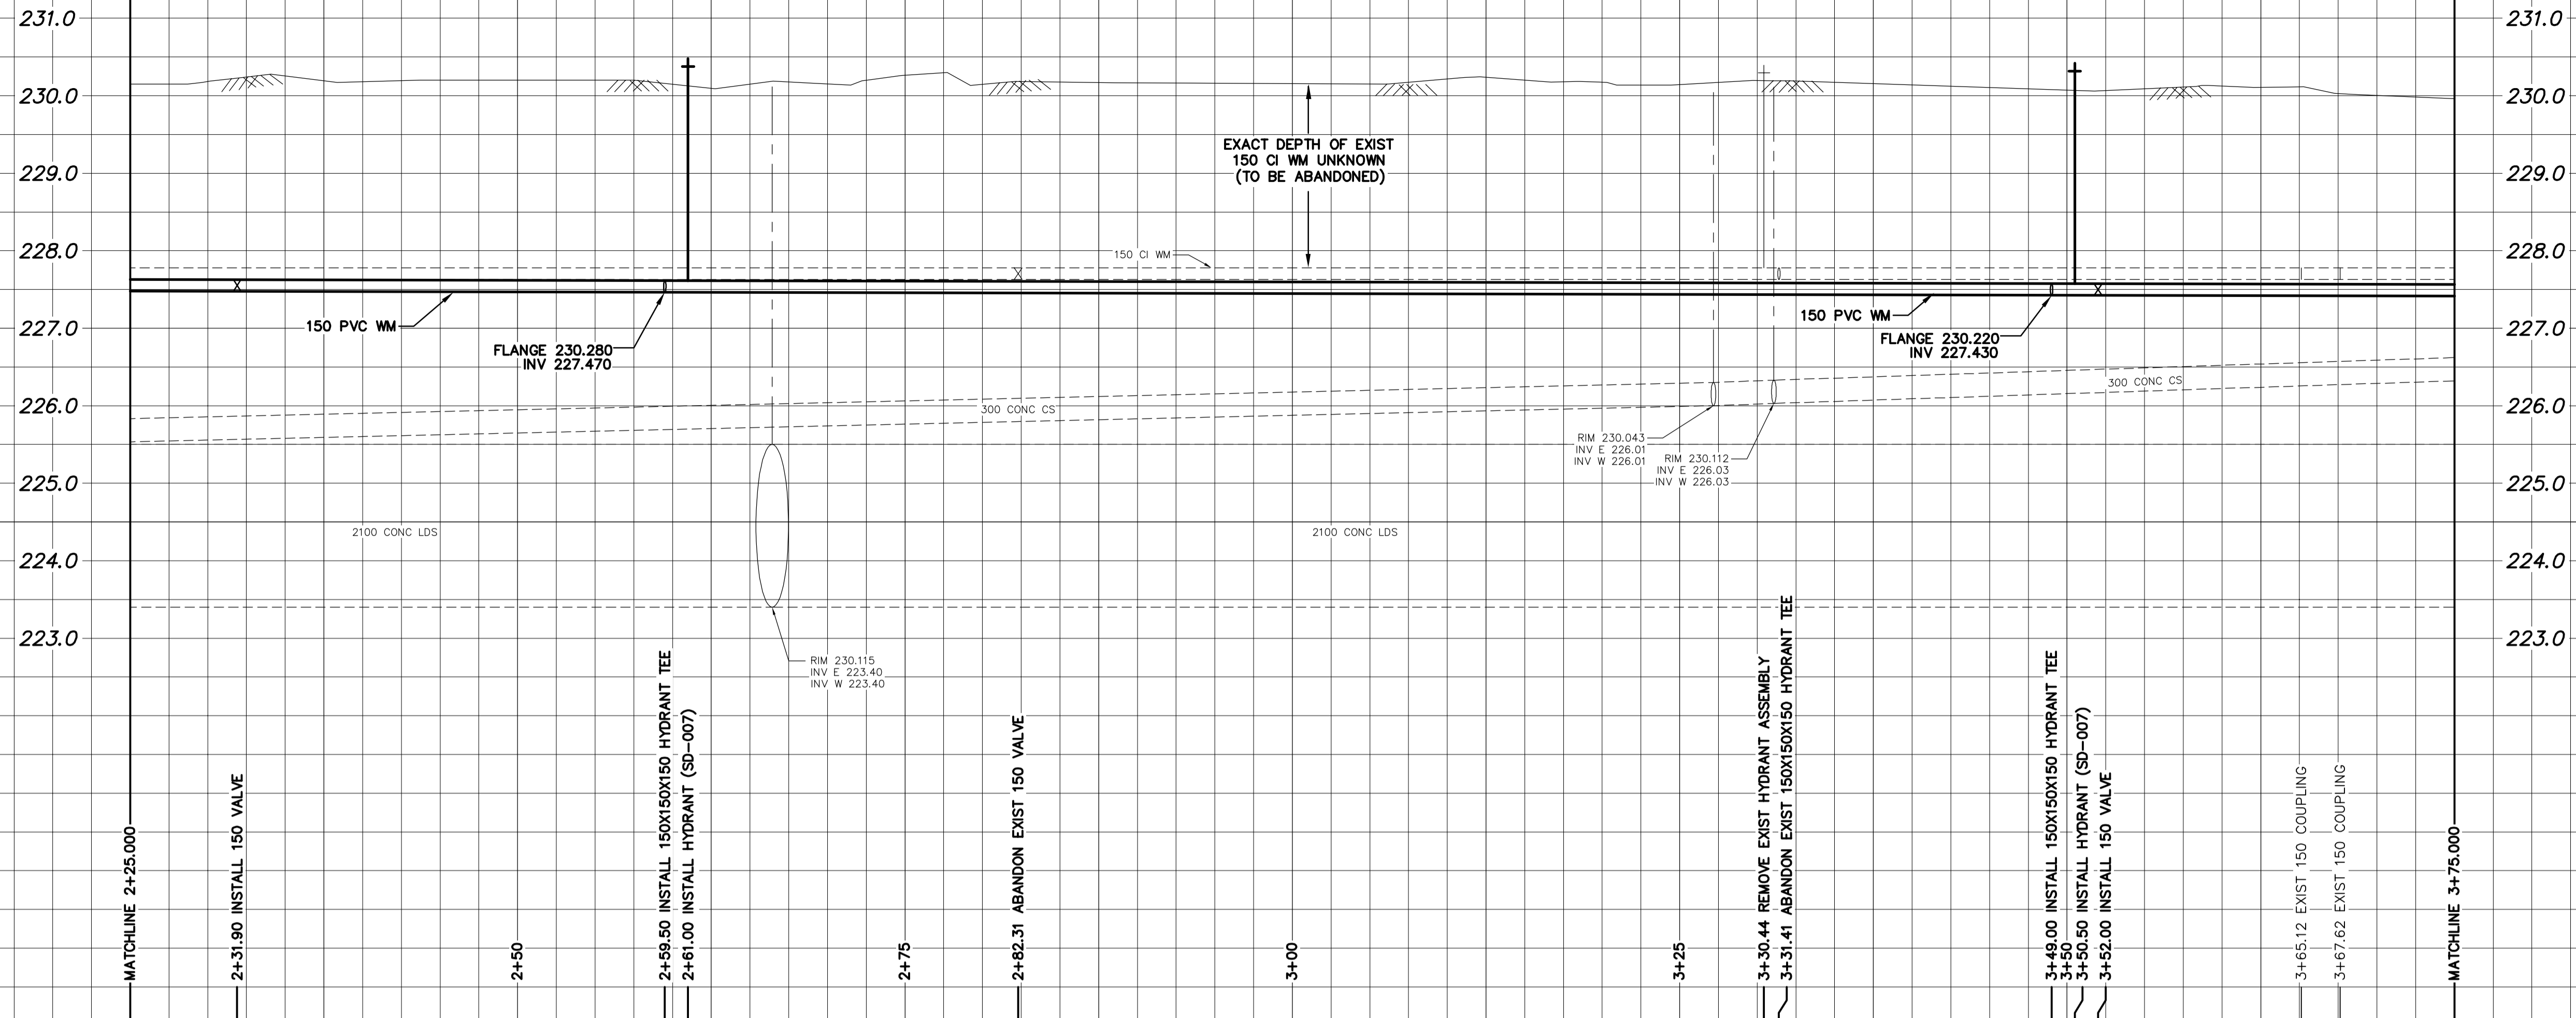 231.0
231.0
230.0
230.0
EXACT DEPTH OF EXIST
150 CI WM UNKNOWN
(TO BE ABANDONED)
229.0
229.0
228.0
228.0
150 CI WM
150 PVC WM
227.0
227.0
150 PVC WM
FLANGE 230.280
INV 227.470
FLANGE 230.220
INV 227.430
300 CONC CS
226.0
226.0
300 CONC CS
RIM 230.043
INV E 226.01
INV W 226.01
RIM 230.112
INV E 226.03
INV W 226.03
225.0
225.0
2100 CONC LDS
2100 CONC LDS
224.0
224.0
223.0
223.0
RIM 230.115
INV E 223.40
INV W 223.40
MATCHLINE 2+25.000
2+31.90 INSTALL 150 VALVE
2+50
2+59.50 INSTALL 150X150X150 HYDRANT TEE
2+61.00 INSTALL HYDRANT (SD-007)
2+75
2+82.31 ABANDON EXIST 150 VALVE
3+00
3+25
3+30.44 REMOVE EXIST HYDRANT ASSEMBLY
3+31.41 ABANDON EXIST 150X150X150 HYDRANT TEE
3+49.00 INSTALL 150X150X150 HYDRANT TEE
3+50
3+50.50 INSTALL HYDRANT (SD-007)
3+52.00 INSTALL 150 VALVE
3+65.12 EXIST 150 COUPLING
3+67.62 EXIST 150 COUPLING
MATCHLINE 3+75.000